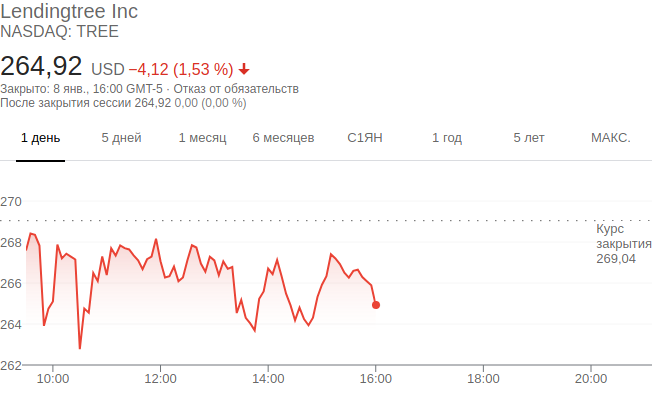 Lendingtree Inc
NASDAQ: TREE
264,92 USD −4,12 (1,53 %)
Закрыто: 8 янв., 16:00 GMT-5 · Отказ от обязательств
После закрытия сессии 264,92 0,00 (0,00 %)
1 день 5 дней 1 месяц 6 месяцев С1ЯН 1 год 5 лет МАКС.
270
268
266
264
262
Курс
закрытия
269,04
10:00 12:00 14:00 16:00 18:00 20:00